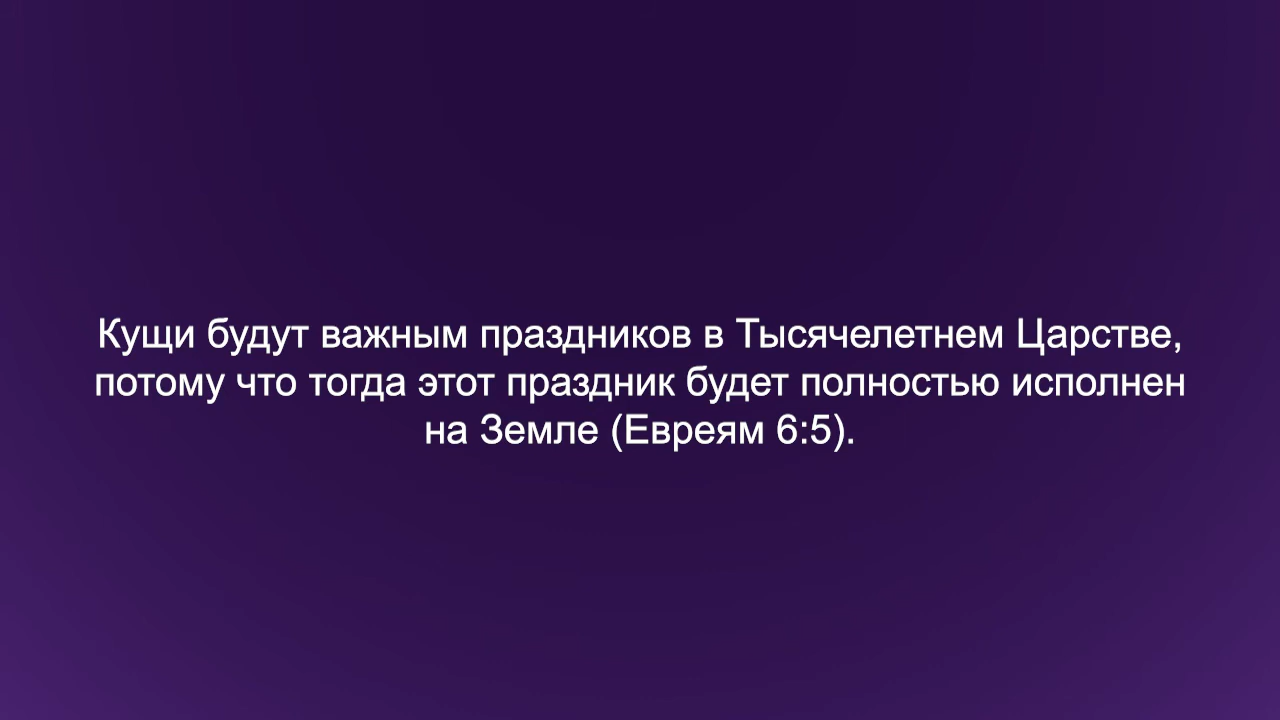 Кущи будут важным праздников в Тысячелетнем Царстве,
потому что тогда этот праздник будет полностью исполнен
на Земле (Евреям 6:5).